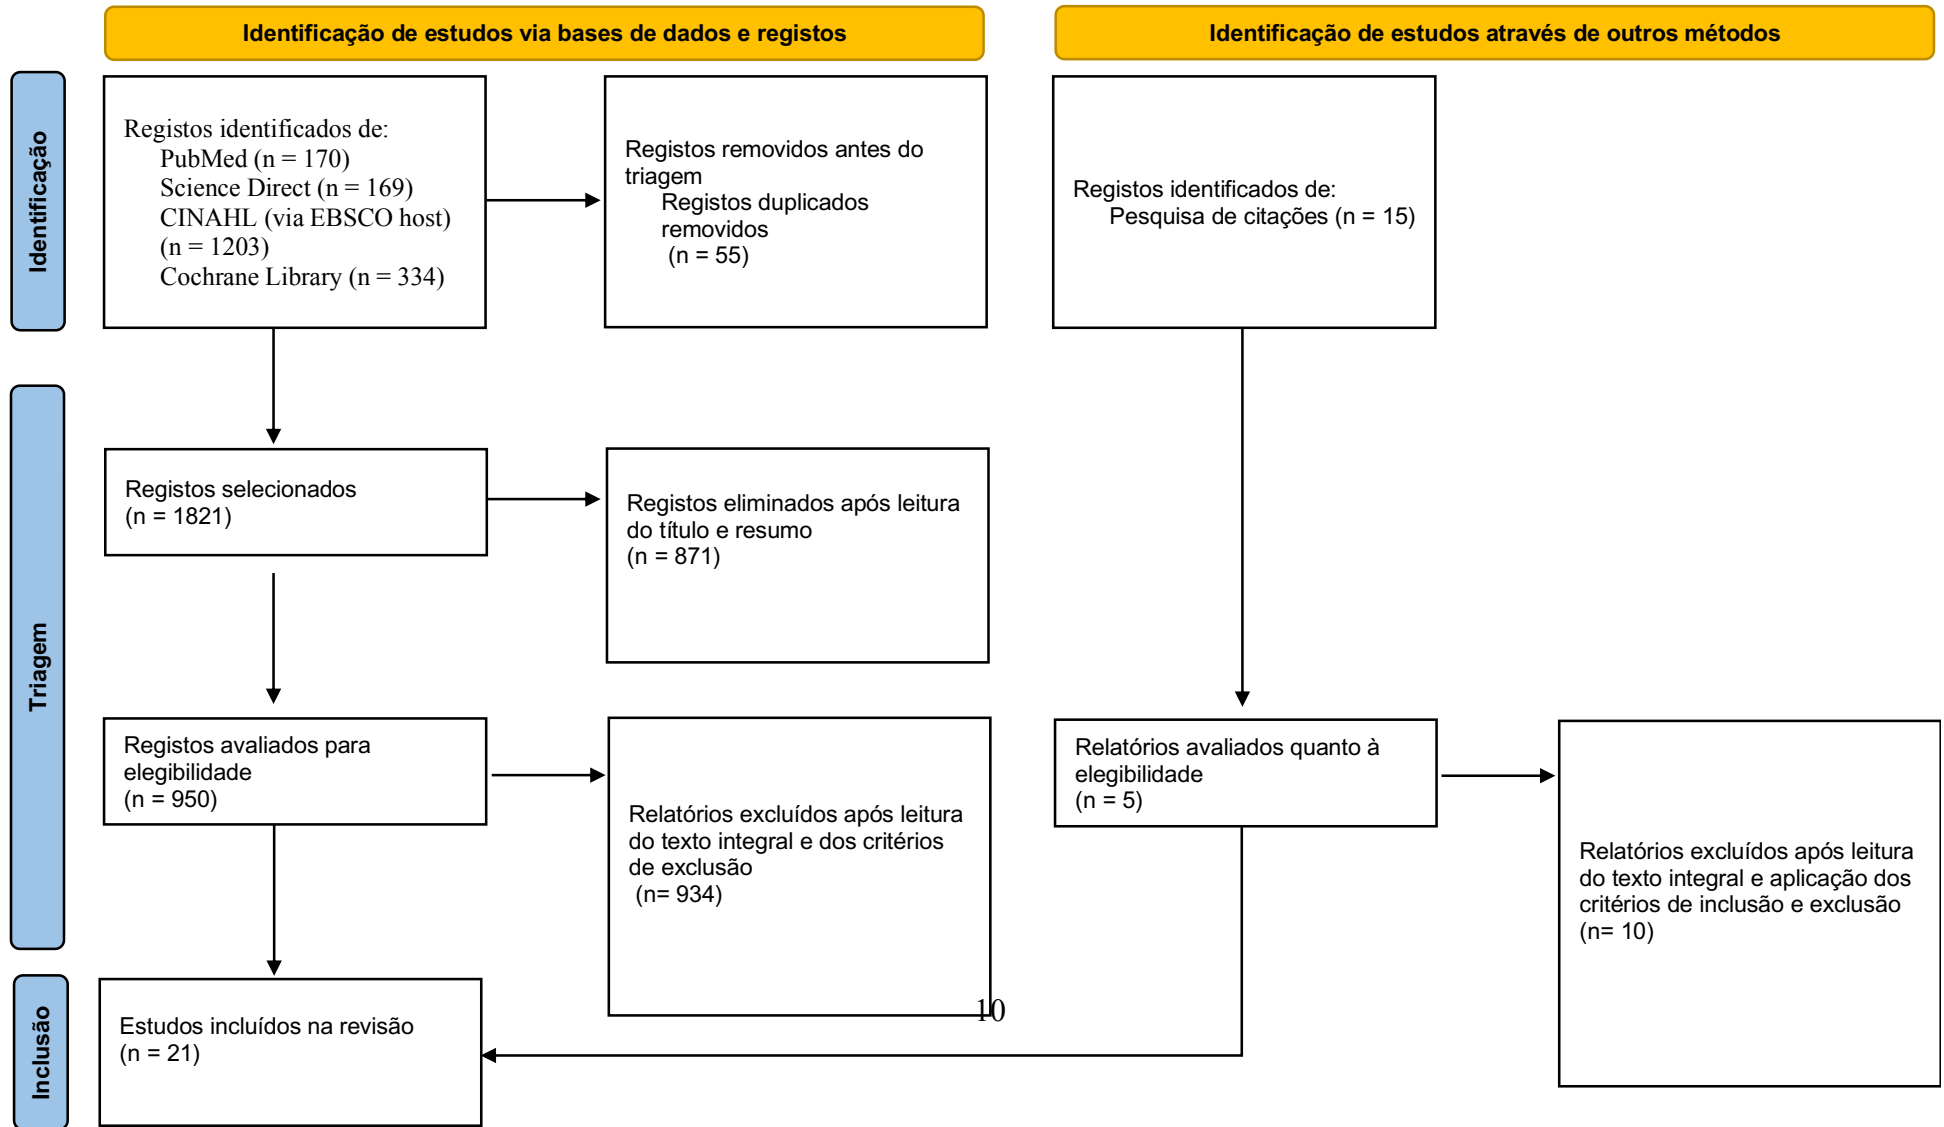 Identificação de estudos via bases de dados e registos
Identificação de estudos através de outros métodos
Identificação
Registos identificados de:
PubMed (n = 170)
Science Direct (n = 169)
CINAHL (via EBSCO host)
(n = 1203)
Cochrane Library (n = 334)
Registos removidos antes do
triagem
Registos duplicados
removidos
(n = 55)
Registos identificados de:
Pesquisa de citações (n = 15)
Triagem
Registos selecionados
(n = 1821)
Registos eliminados após leitura
do título e resumo
(n = 871)
Registos avaliados para
elegibilidade
(n = 950)
Relatórios excluídos após leitura
do texto integral e dos critérios
de exclusão
(n= 934)
Relatórios avaliados quanto à
elegibilidade
(n = 5)
Relatórios excluídos após leitura
do texto integral e aplicação dos
critérios de inclusão e exclusão
(n= 10)
Inclusão
Estudos incluídos na revisão
(n = 21)
10